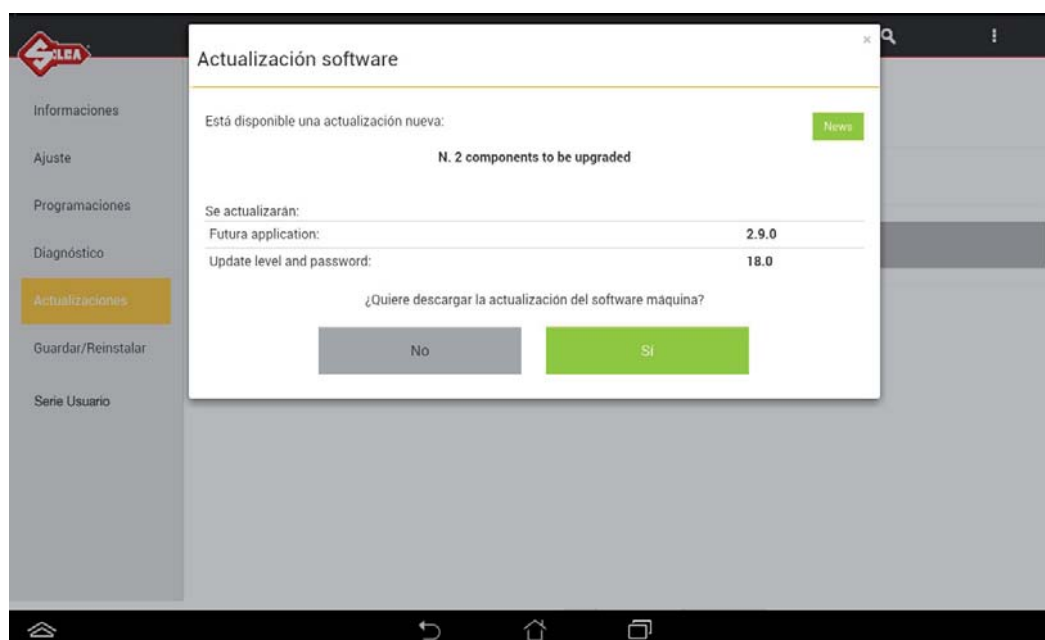 SILCA
Actualización software
×
Informaciones
Ajuste
Programaciones
Diagnóstico
Actualizaciones
Guardar/Reinstalar
Serie Usuario
Está disponible una actualización nueva:
News
N. 2 components to be upgraded
Se actualizarán:
Futura application: 2.9.0
Update level and password: 18.0
¿Quiere descargar la actualización del software máquina?
No
Sí